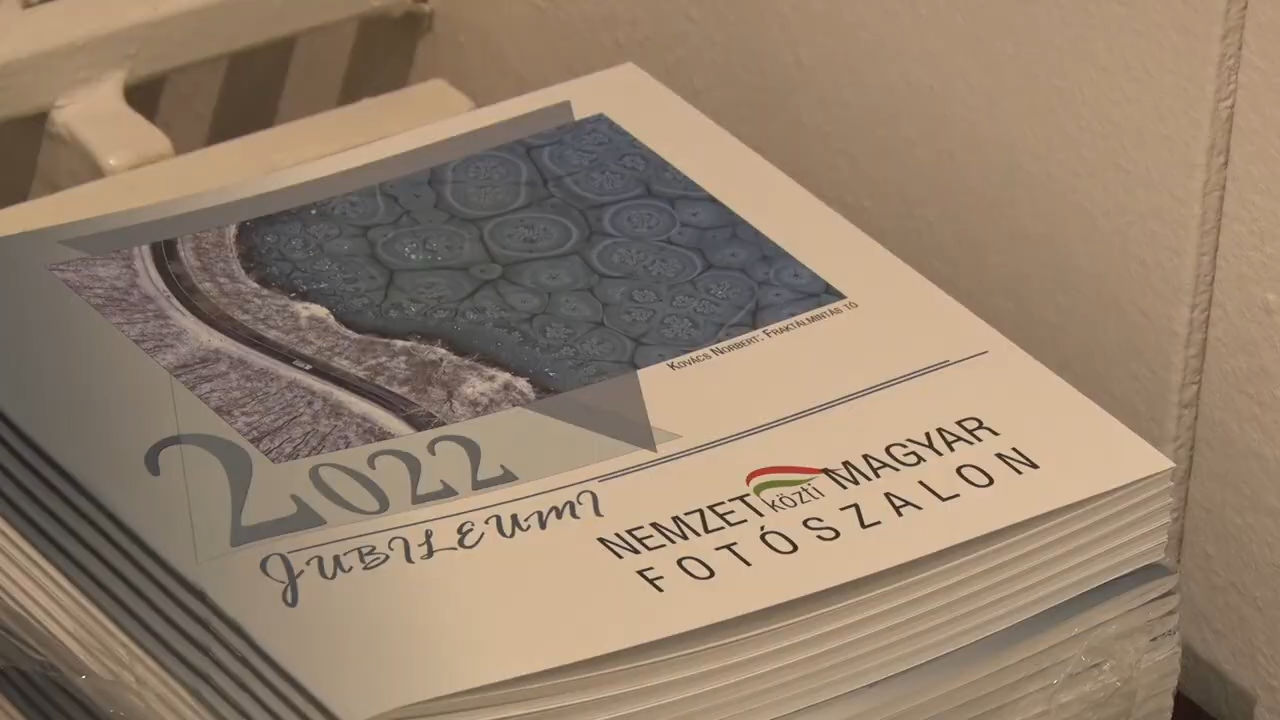 KOVÁCS NORBERT: FRAKTÁLMINTÁS TÓ
2022
JUBILEUMI
NEMZETközti MAGYAR
FOTÓSZALON